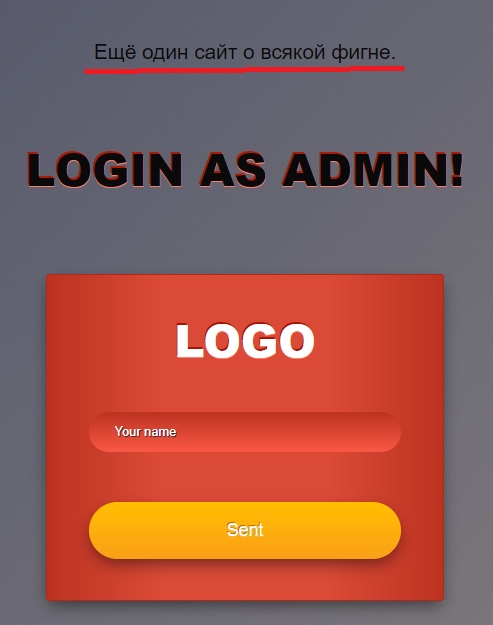 Ещё один сайт о всякой фигне.
LOGIN AS ADMIN!
LOGO
Your name
Sent